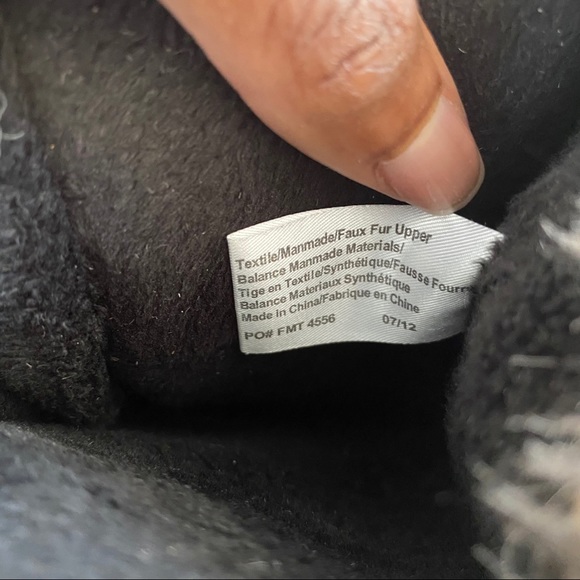 Textile/Manmade/Faux Fur Upper
Balance Manmade Materials/
Tige en Textile/Synthétique/Fausse
Balance Materiaux Synthétique
Made in China/Fabrique en Chine
PO# FMT 4556 07/12